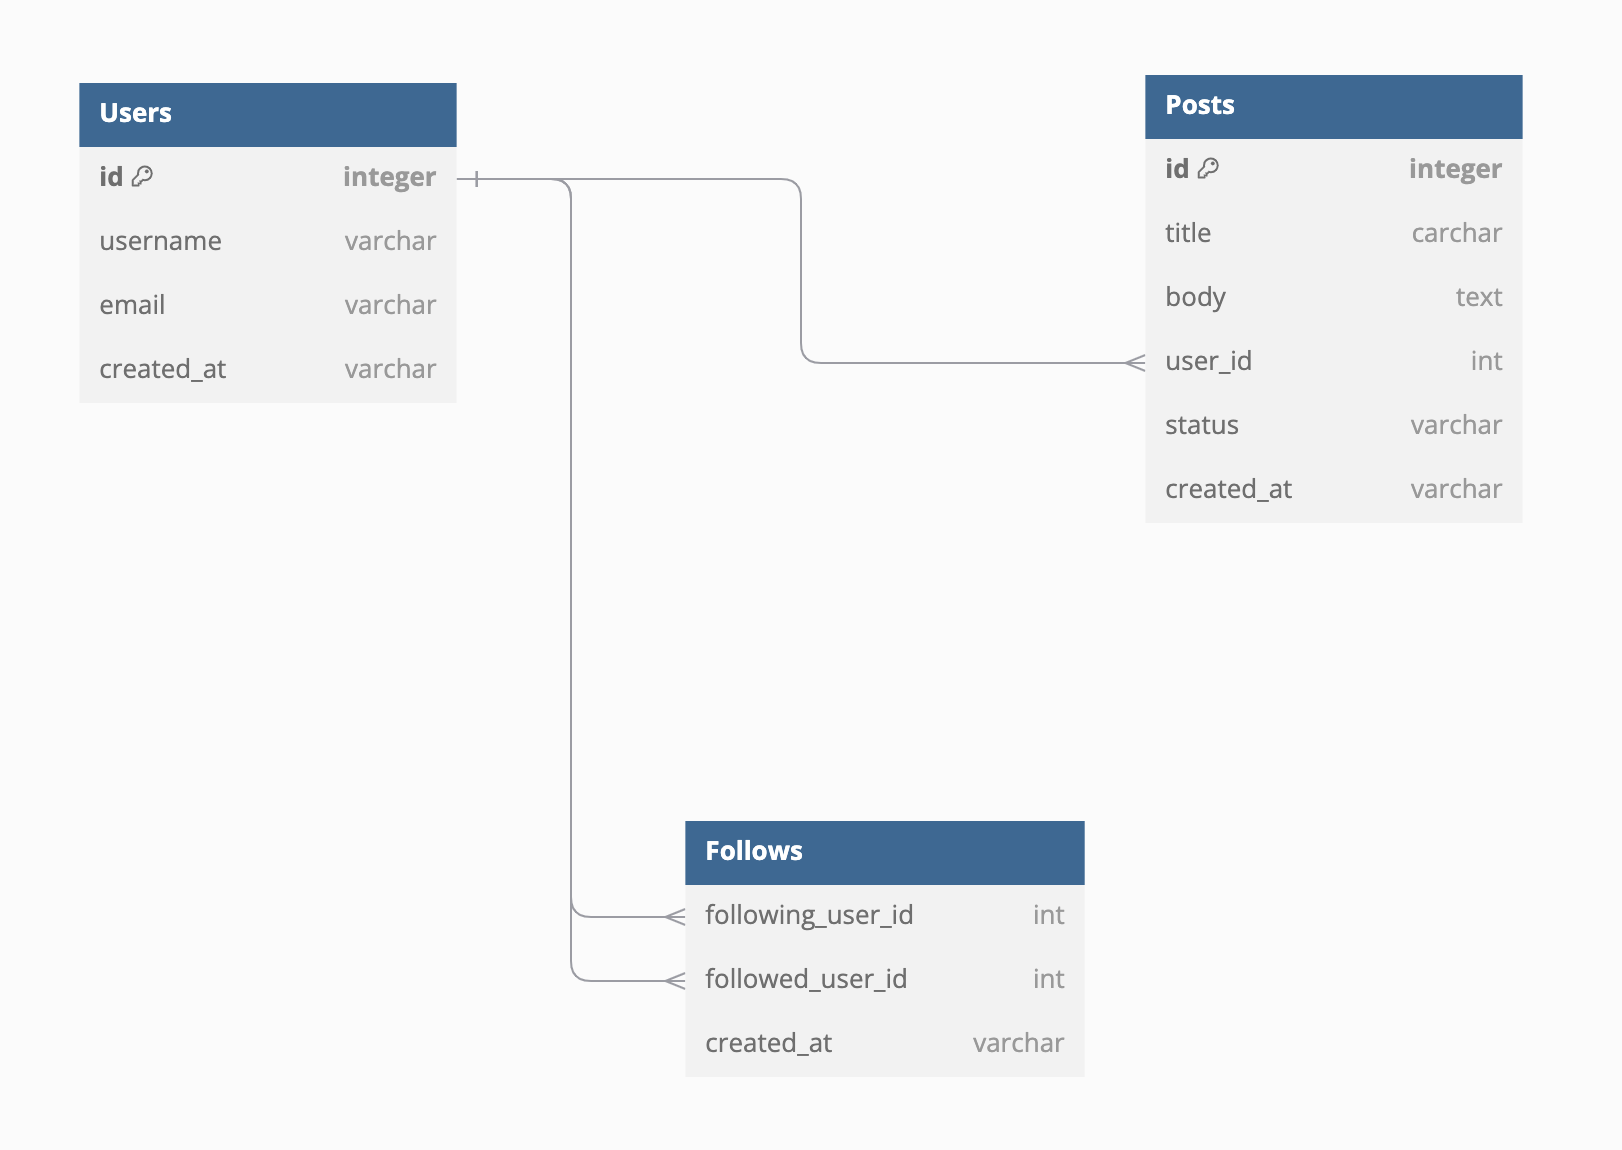 Users
id integer
username varchar
email varchar
created_at varchar
Posts
id integer
title carchar
body text
user_id int
status varchar
created_at varchar
Follows
following_user_id int
followed_user_id int
created_at varchar